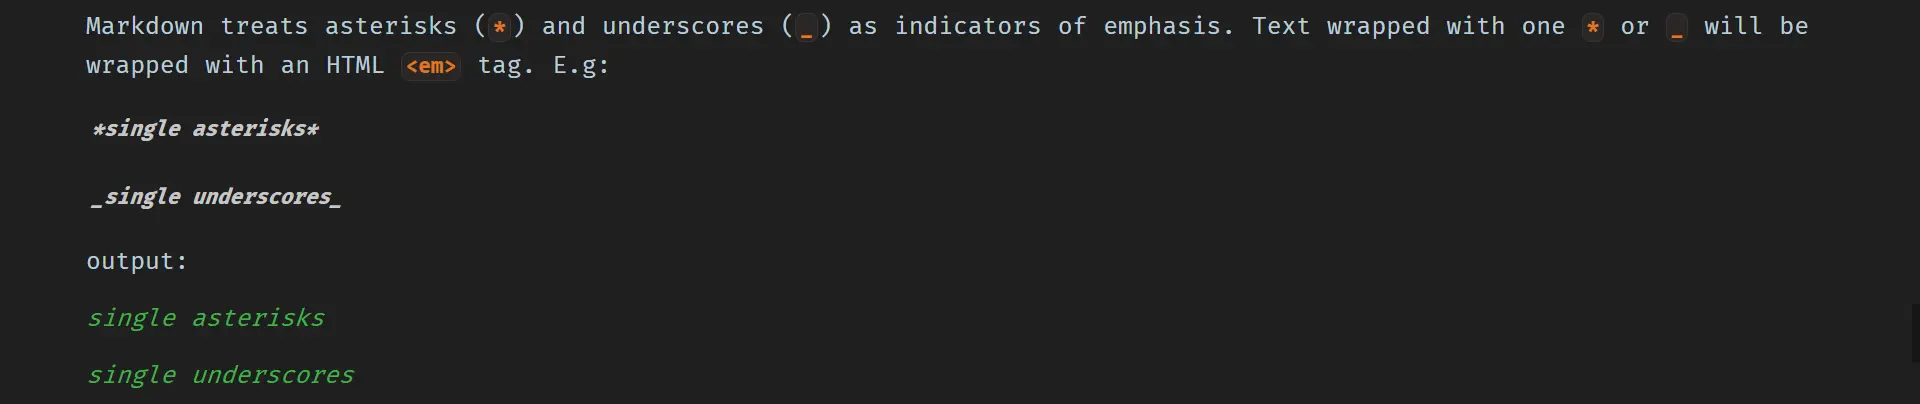 Markdown treats asterisks (*) and underscores (_) as indicators of emphasis. Text wrapped with one * or _ will be
wrapped with an HTML <em> tag. E.g:
*single asterisks*
_single underscores_
output:
single asterisks
single underscores